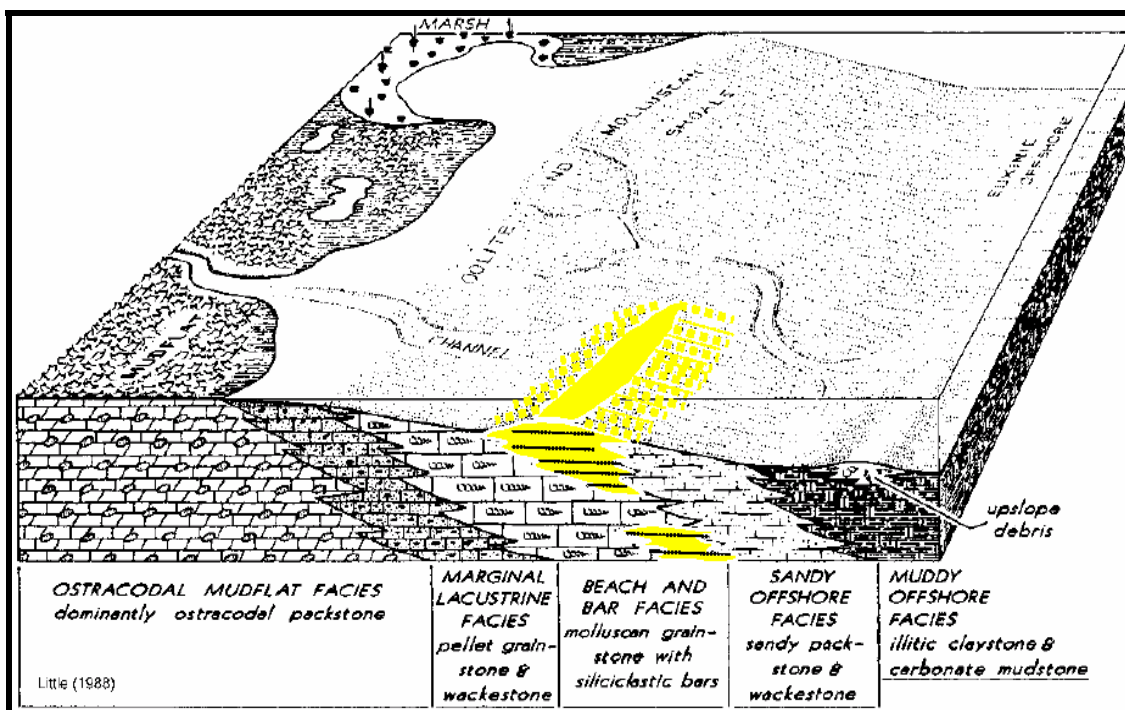 MARSH
MOLLUSCAN
SHOALS
OOLITE
ND
EUXINIC
OFFSHORE
CHANNEL
upslope
debris
OSTRACODAL MUDFLAT FACIES
dominantly ostracodal packstone
MARGINAL
LACUSTRINE
FACIES
pellet grain-
stone &
wackestone
BEACH AND
BAR FACIES
molluscan grain-
stone with
siliciclastic bars
SANDY
OFFSHORE
FACIES
sandy pack-
stone &
wackestone
MUDDY
OFFSHORE
FACIES
illitic claystone &
carbonate mudstone
Little (1988)